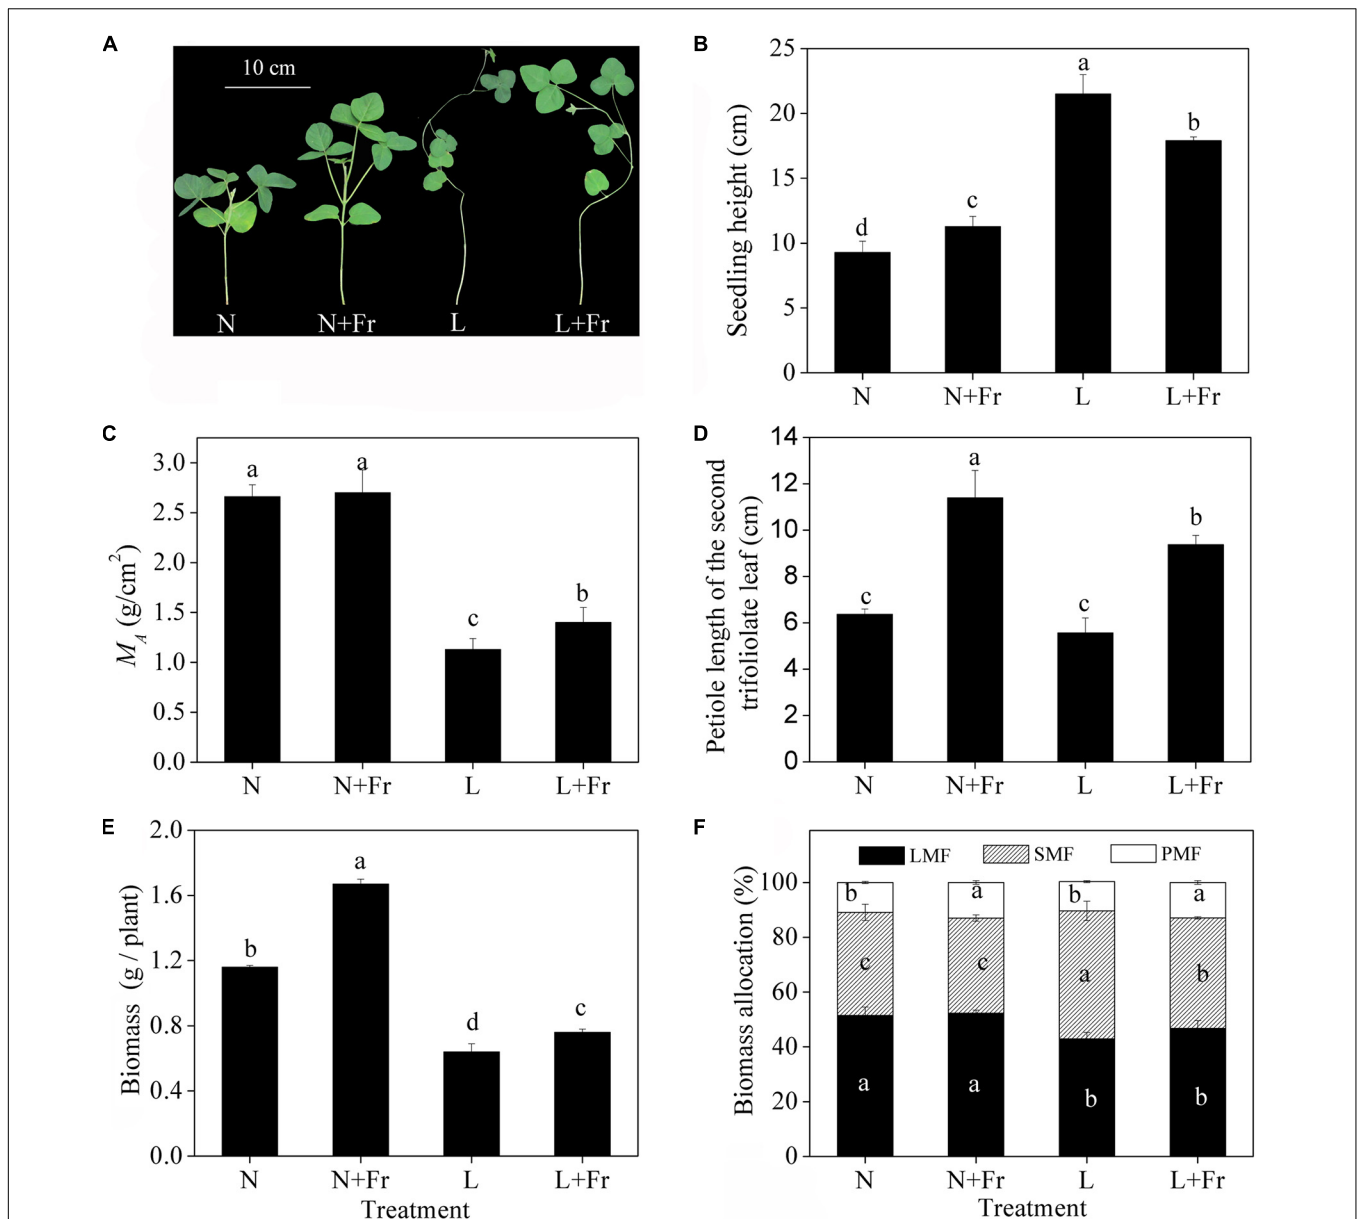 A
10 cm
N N+Fr L L+Fr
B
Seedling height (cm)
25
20
15
10
5
0
d c a b
N N+Fr L L+Fr
C
M_A (g/cm²)
3.0
2.5
2.0
1.5
1.0
0.5
0.0
a a c b
N N+Fr L L+Fr
D
Petiole length of the second
trifoliolate leaf (cm)
14
12
10
8
6
4
2
0
c a c b
N N+Fr L L+Fr
E
Biomass (g / plant)
2.0
1.6
1.2
0.8
0.4
0.0
b a d c
N N+Fr L L+Fr
Treatment
F
Biomass allocation (%)
LMF SMF PMF
100
80
60
40
20
0
b a b a
c c a b
a a b b
N N+Fr L L+Fr
Treatment